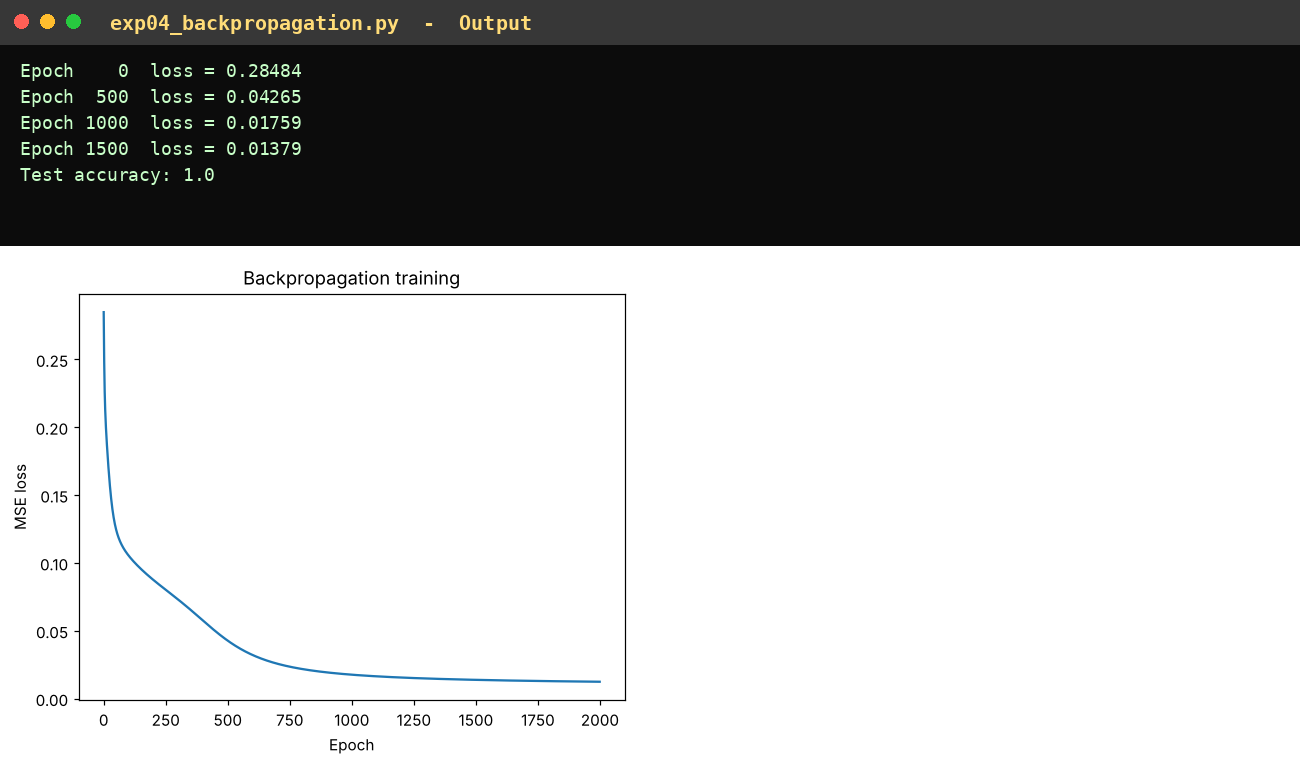 exp04_backpropagation.py  -  Output
Epoch    0  loss = 0.28484
Epoch  500  loss = 0.04265
Epoch 1000  loss = 0.01759
Epoch 1500  loss = 0.01379
Test accuracy: 1.0
Backpropagation training
MSE loss
0.25
0.20
0.15
0.10
0.05
0.00
0 250 500 750 1000 1250 1500 1750 2000
Epoch